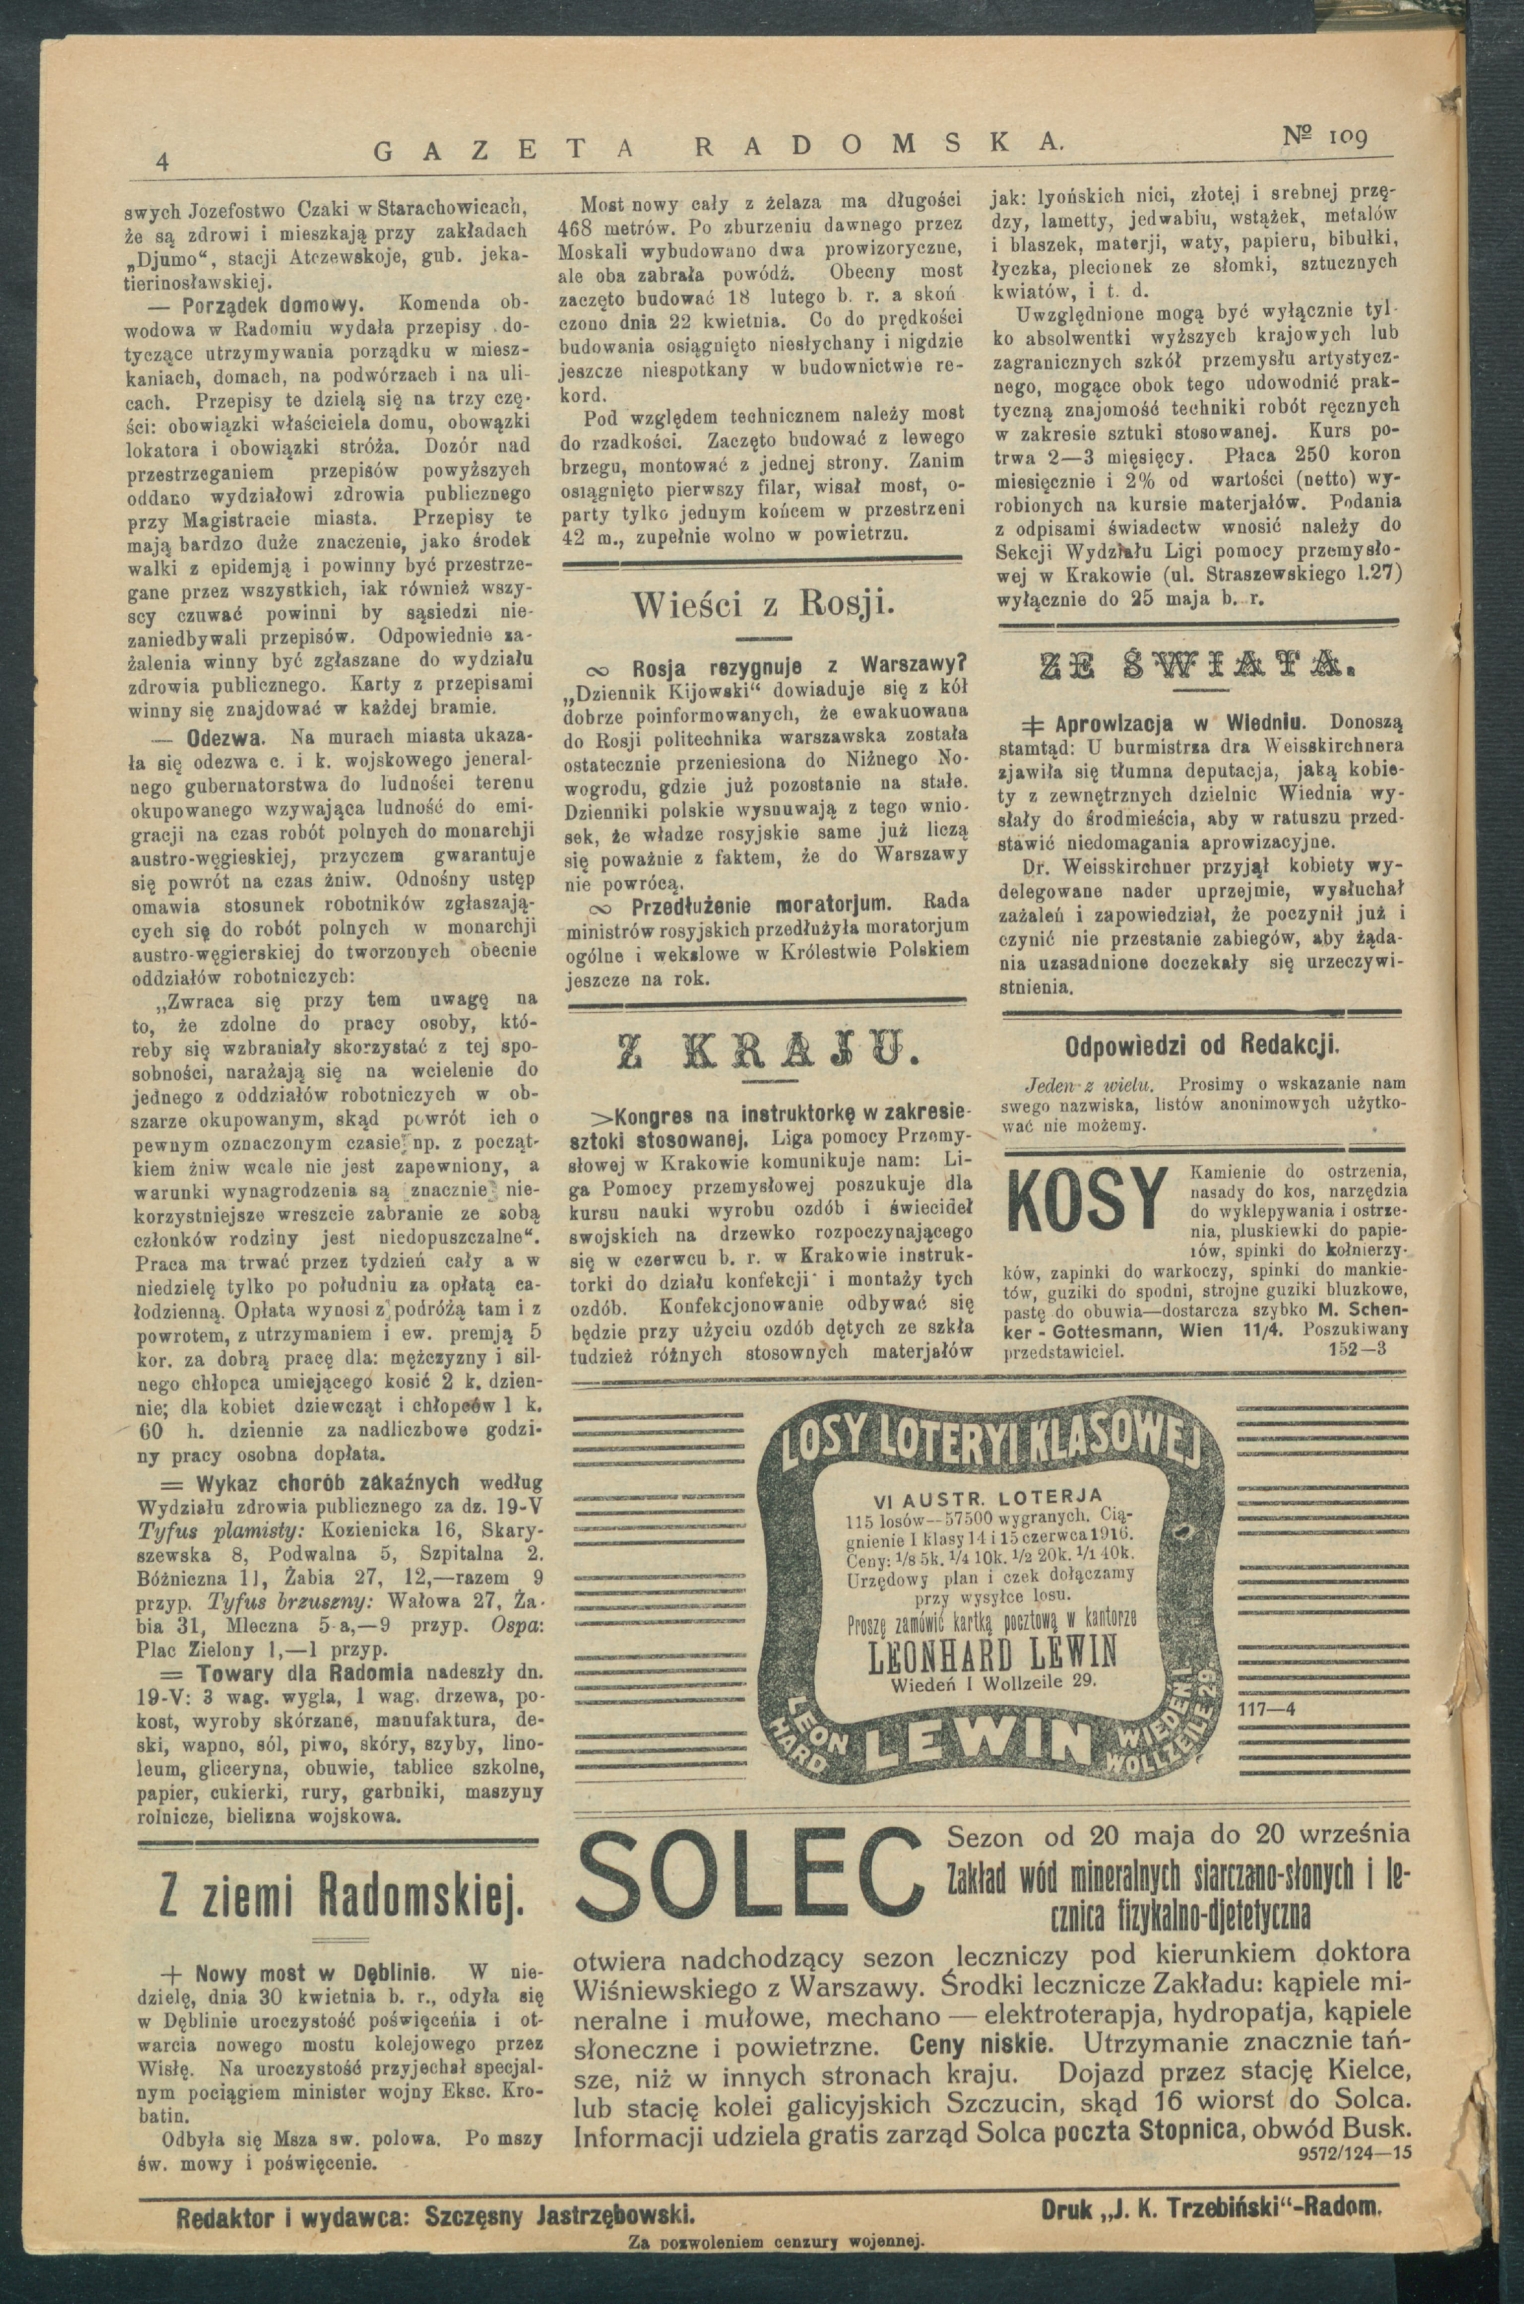 4
GAZETA RADOMSKA.
№ 109
swych Jozefostwo Czaki w Starachowicach,
że są zdrowi i mieszkają przy zakładach
„Djumo“, stacji Atczewskoje, gub. jeka-
tierinosławskiej.
— Porządek domowy. Komenda ob-
wodowa w Radomiu wydała przepisy do-
tyczące utrzymywania porządku w miesz-
kaniach, domach, na podwórzach i na uli-
cach. Przepisy te dzielą się na trzy czę-
ści: obowiązki właściciela domu, obowązki
lokatora i obowiązki stróża. Dozór nad
przestrzeganiem przepisów powyższych
oddano wydziałowi zdrowia publicznego
przy Magistracie miasta. Przepisy te
mają bardzo duże znaczenie, jako środek
walki z epidemją i powinny być przestrze-
gane przez wszystkich, iak również wszy-
scy czuwać powinni by sąsiedzi nie-
zaniedbywali przepisów. Odpowiednie za-
żalenia winny być zgłaszane do wydziału
zdrowia publicznego. Karty z przepisami
winny się znajdować w każdej bramie.
— Odezwa. Na murach miasta ukaza-
ła się odezwa c. i k. wojskowego jeneral-
nego gubernatorstwa do ludności terenu
okupowanego wzywająca ludność do emi-
gracji na czas robót polnych do monarchji
austro-węgieskiej, przyczem gwarantuje
się powrót na czas żniw. Odnośny ustęp
omawia stosunek robotników zgłaszają-
cych się do robót polnych w monarchji
austro-węgierskiej do tworzonych obecnie
oddziałów robotniczych:
„Zwraca się przy tem uwagę na
to, że zdolne do pracy osoby, któ-
reby się wzbraniały skorzystać z tej spo-
sobności, narażają się na wcielenie do
jednego z oddziałów robotniczych w ob-
szarze okupowanym, skąd powrót ich o
pewnym oznaczonym czasie np. z począt-
kiem żniw wcale nie jest zapewniony, a
warunki wynagrodzenia są znacznie nie-
korzystniejsze wreszcie zabranie ze sobą
członków rodziny jest niedopuszczalne“.
Praca ma trwać przez tydzień cały a w
niedzielę tylko po południu za opłatą ca-
łodzienną. Opłata wynosi z podróżą tam i z
powrotem, z utrzymaniem i ew. premją 5
kor. za dobrą pracę dla: mężczyzny i sil-
nego chłopca umiejącego kosić 2 k. dzien-
nie; dla kobiet dziewcząt i chłopców 1 k.
60 h. dziennie za nadliczbowe godzi-
ny pracy osobna dopłata.
= Wykaz chorób zakaźnych według
Wydziału zdrowia publicznego za dz. 19-V
Tyfus plamisty: Kozienicka 16, Skary-
szewska 8, Podwalna 5, Szpitalna 2.
Bóżniczna 11, Żabia 27, 12,—razem 9
przyp. Tyfus brzuszny: Wałowa 27, Ża-
bia 31, Mleczna 5-a,—9 przyp. Ospa:
Plac Zielony 1,—1 przyp.
= Towary dla Radomia nadeszły dn.
19-V: 3 wag. wygla, 1 wag. drzewa, po-
kost, wyroby skórzane, manufaktura, de-
ski, wapno, sól, piwo, skóry, szyby, lino-
leum, gliceryna, obuwie, tablice szkolne,
papier, cukierki, rury, garbniki, maszyny
rolnicze, bielizna wojskowa.
Z ziemi Radomskiej.
+ Nowy most w Dęblinie. W nie-
dzielę, dnia 30 kwietnia b. r., odyła się
w Dęblinie uroczystość poświęcenia i ot-
warcia nowego mostu kolejowego przez
Wisłę. Na uroczystość przyjechał specjal-
nym pociągiem minister wojny Eksc. Kro-
batin.
Odbyła się Msza sw. polowa. Po mszy
św. mowy i poświęcenie.
Most nowy cały z żelaza ma długości
468 metrów. Po zburzeniu dawnego przez
Moskali wybudowano dwa prowizoryczne,
ale oba zabrała powódź. Obecny most
zaczęto budować 18 lutego b. r. a skoń
czono dnia 22 kwietnia. Co do prędkości
budowania osiągnięto niesłychany i nigdzie
jeszcze niespotkany w budownictwie re-
kord.
Pod względem technicznem należy most
do rzadkości. Zaczęto budować z lewego
brzegu, montować z jednej strony. Zanim
osiągnięto pierwszy filar, wisał most, o-
party tylko jednym końcem w przestrzeni
42 m., zupełnie wolno w powietrzu.
Wieści z Rosji.
∞ Rosja rezygnuje z Warszawy?
„Dziennik Kijowski“ dowiaduje się z kół
dobrze poinformowanych, że ewakuowana
do Rosji politechnika warszawska została
ostatecznie przeniesiona do Niżnego No-
wogrodu, gdzie już pozostanie na stałe.
Dzienniki polskie wysnuwają z tego wnio-
sek, że władze rosyjskie same już liczą
się poważnie z faktem, że do Warszawy
nie powrócą.
∞ Przedłużenie moratorjum. Rada
ministrów rosyjskich przedłużyła moratorjum
ogólne i wekslowe w Królestwie Polskiem
jeszcze na rok.
Z KRAJU.
>Kongres na instruktorkę w zakresie-
sztoki stosowanej. Liga pomocy Przemy-
słowej w Krakowie komunikuje nam: Li-
ga Pomocy przemysłowej poszukuje dla
kursu nauki wyrobu ozdób i świecideł
swojskich na drzewko rozpoczynającego
się w czerwcu b. r. w Krakowie instruk-
torki do działu konfekcji i montaży tych
ozdób. Konfekcjonowanie odbywać się
będzie przy użyciu ozdób dętych ze szkła
tudzież różnych stosownych materjałów
jak: lyońskich nici, złotej i srebnej przę-
dzy, lametty, jedwabiu, wstążek, metalów
i blaszek, materji, waty, papieru, bibułki,
łyczka, plecionek ze słomki, sztucznych
kwiatów, i t. d.
Uwzględnione mogą być wyłącznie tyl-
ko absolwentki wyższych krajowych lub
zagranicznych szkół przemysłu artystycz-
nego, mogące obok tego udowodnić prak-
tyczną znajomość techniki robót ręcznych
w zakresie sztuki stosowanej. Kurs po-
trwa 2—3 mięsięcy. Płaca 250 koron
miesięcznie i 2% od wartości (netto) wy-
robionych na kursie materjałów. Podania
z odpisami świadectw wnosić należy do
Sekcji Wydziału Ligi pomocy przemysło-
wej w Krakowie (ul. Straszewskiego l.27)
wyłącznie do 25 maja b. r.
ZE ŚWIATA.
‡ Aprowizacja w Wiedniu. Donoszą
stamtąd: U burmistrza dra Weisskirchnera
zjawiła się tłumna deputacja, jaką kobie-
ty z zewnętrznych dzielnic Wiednia wy-
słały do środmieścia, aby w ratuszu przed-
stawić niedomagania aprowizacyjne.
Dr. Weisskirchner przyjął kobiety wy-
delegowane nader uprzejmie, wysłuchał
zażaleń i zapowiedział, że poczynił już i
czynić nie przestanie zabiegów, aby żąda-
nia uzasadnione doczekały się urzeczywi-
stnienia.
Odpowiedzi od Redakcji.
Jeden z wielu. Prosimy o wskazanie nam
swego nazwiska, listów anonimowych użytko-
wać nie możemy.
KOSY
Kamienie do ostrzenia,
nasady do kos, narzędzia
do wyklepywania i ostrze-
nia, pluskiewki do papie-
rów, spinki do kołnierzy-
ków, zapinki do warkoczy, spinki do mankie-
tów, guziki do spodni, strojne guziki bluzkowe,
pastę do obuwia—dostarcza szybko M. Schen-
ker - Gottesmann, Wien 11/4. Poszukiwany
przedstawiciel. 152—3
LOSY LOTERYI KLASOWEJ
VI AUSTR. LOTERJA
115 losów—57500 wygranych. Cią-
gnienie I klasy 14 i 15 czerwca 1916.
Ceny: 1/8 5k. 1/4 10k. 1/2 20k. 1/1 40k.
Urzędowy plan i czek dołączamy
przy wysyłce losu.
Proszę zamówić kartką pocztową w kantorze
LEONHARD LEWIN
Wiedeń I Wollzeile 29.
LEON
HARD
LEWIN
WIEDEŃ I
WOLLZEILE 29
117—4
SOLEC
Sezon od 20 maja do 20 września
Zakład wód mineralnych siarczano-słonych i le-
cznica fizykalno-djetetyczna
otwiera nadchodzący sezon leczniczy pod kierunkiem doktora
Wiśniewskiego z Warszawy. Środki lecznicze Zakładu: kąpiele mi-
neralne i mułowe, mechano — elektroterapja, hydropatja, kąpiele
słoneczne i powietrzne. Ceny niskie. Utrzymanie znacznie tań-
sze, niż w innych stronach kraju. Dojazd przez stację Kielce,
lub stację kolei galicyjskich Szczucin, skąd 16 wiorst do Solca.
Informacji udziela gratis zarząd Solca poczta Stopnica, obwód Busk.
9572/124—15
Redaktor i wydawca: Szczęsny Jastrzębowski.
Druk „J. K. Trzebiński“-Radom.
Za pozwoleniem cenzury wojennej.